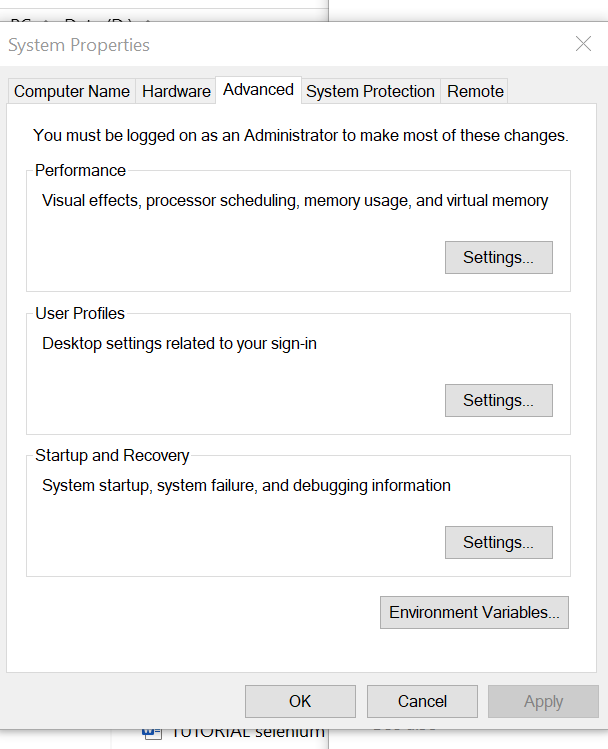 System Properties
Computer Name Hardware Advanced System Protection Remote
You must be logged on as an Administrator to make most of these changes.
Performance
Visual effects, processor scheduling, memory usage, and virtual memory
Settings...
User Profiles
Desktop settings related to your sign-in
Settings...
Startup and Recovery
System startup, system failure, and debugging information
Settings...
Environment Variables...
OK Cancel Apply
TUTORIAL selenium